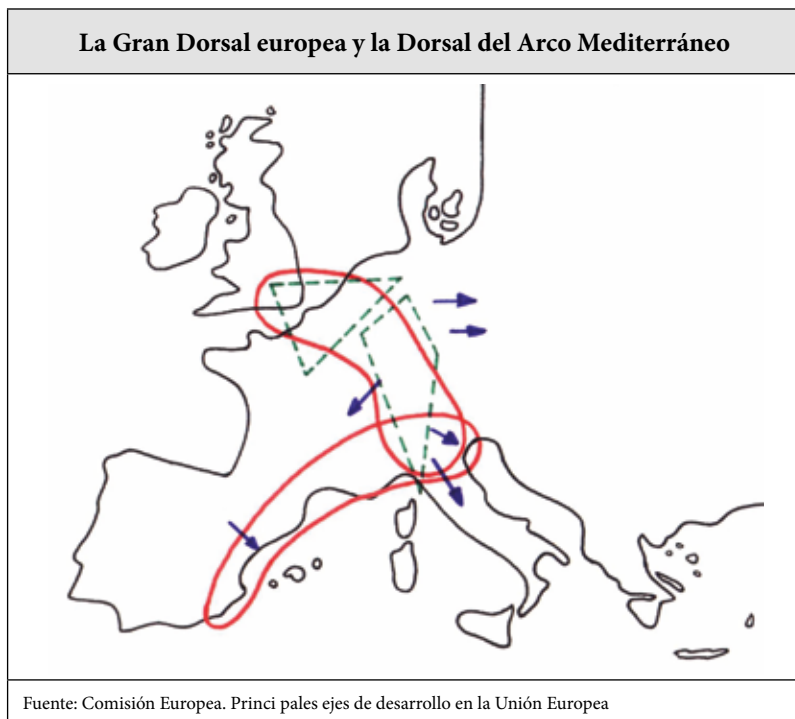 La Gran Dorsal europea y la Dorsal del Arco Mediterráneo
Fuente: Comisión Europea. Princi pales ejes de desarrollo en la Unión Europea